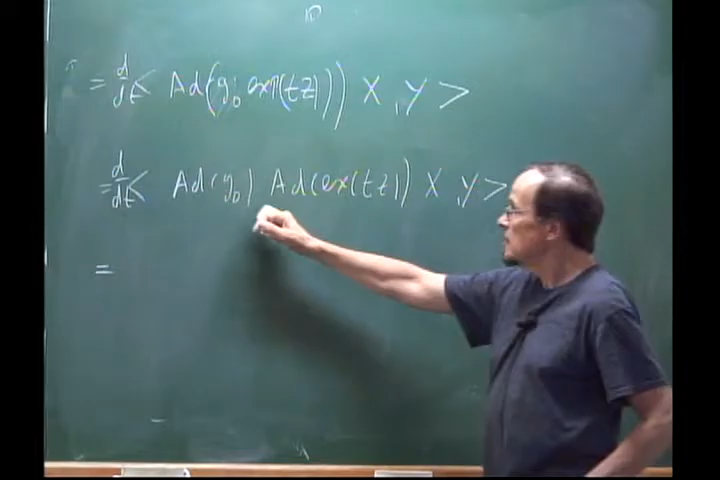 = d/dt < Ad(g₀ exp(tz)) X , Y >
= d/dt < Ad(g₀) Ad(exp(tz)) X , Y >
=